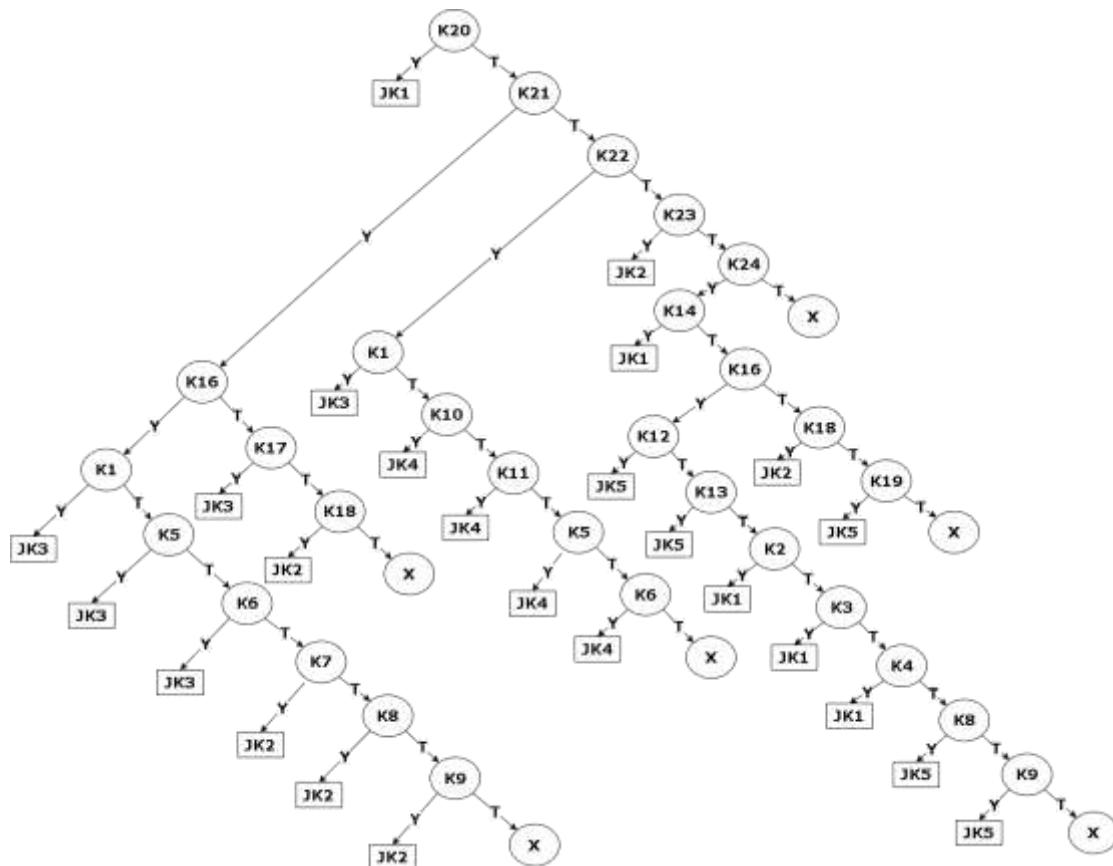 K20
Y T
JK1 K21
T
K22
T
K23
Y Y Y T
JK2 K24
Y T
K14 X
Y T
K1 JK1 K16
K16 Y T Y T
JK3 K10 K12 K18
Y T Y T Y T Y T
K1 K17 JK4 K11 JK5 K13 JK2 K19
Y T Y T Y T Y T Y T
JK3 K5 JK3 K18 JK4 K5 JK5 K2 JK5 X
Y T Y T Y T Y T
JK3 K6 JK2 X JK4 K6 JK1 K3
Y T Y T Y T
JK3 K7 JK4 X JK1 K4
Y T Y T
JK2 K8 JK1 K8
Y T Y T
JK2 K9 JK5 K9
Y T Y T
JK2 X JK5 X